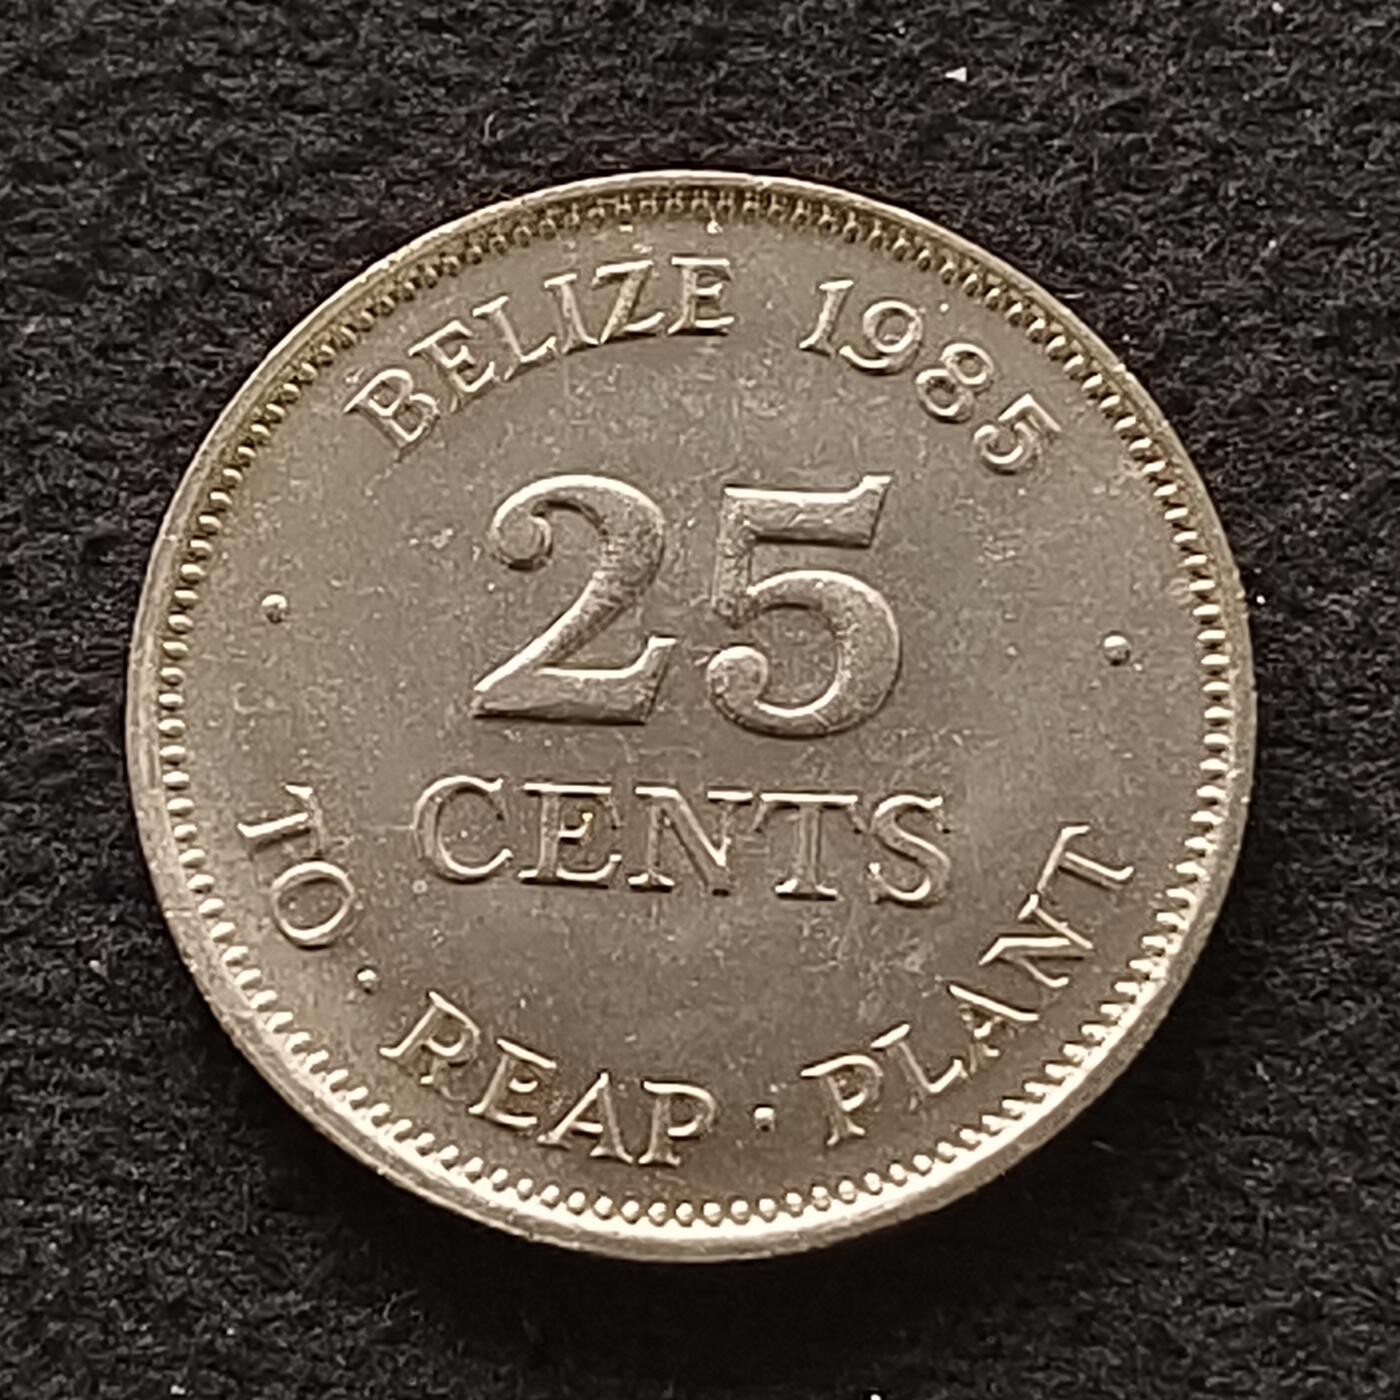 BELIZE 1985
25
CENTS
TO · REAP · PLANT